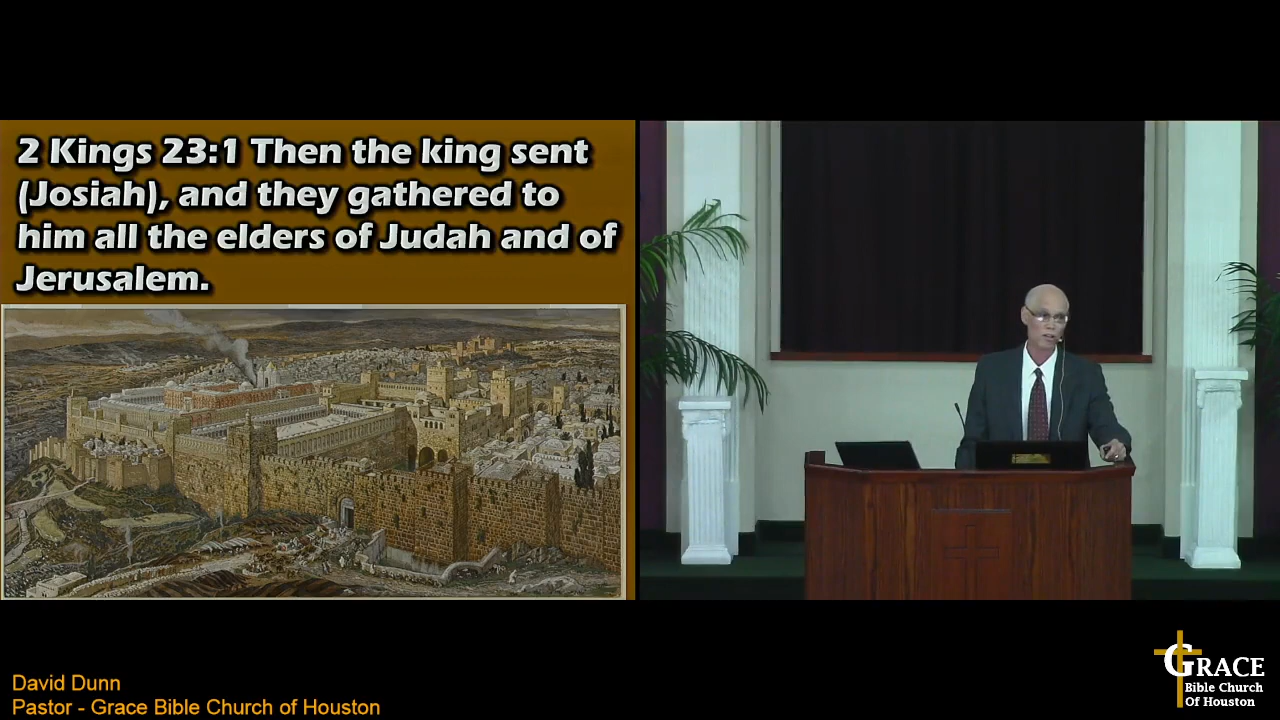 2 Kings 23:1 Then the king sent
(Josiah), and they gathered to
him all the elders of Judah and of
Jerusalem.
David Dunn
Pastor - Grace Bible Church of Houston
GRACE
Bible Church
Of Houston